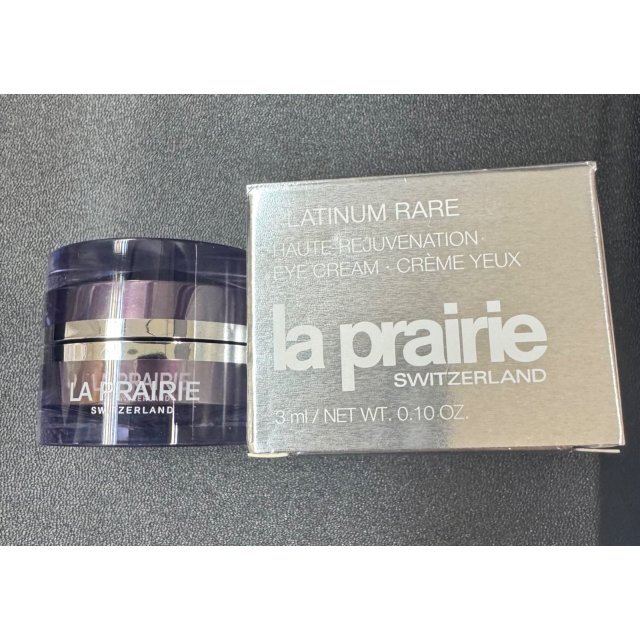 LA PRAIRIE
SWITZERLAND
PLATINUM RARE
HAUTE-REJUVENATION
EYE CREAM · CRÈME YEUX
la prairie
SWITZERLAND
3 ml / NET WT. 0.10 OZ.